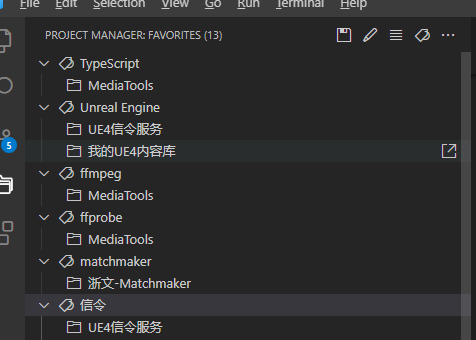 File Edit Selection View Go Run Terminal Help
PROJECT MANAGER: FAVORITES (13)
TypeScript
MediaTools
Unreal Engine
UE4信令服务
我的UE4内容库
5
ffmpeg
MediaTools
ffprobe
MediaTools
matchmaker
浙文-Matchmaker
信令
UE4信令服务